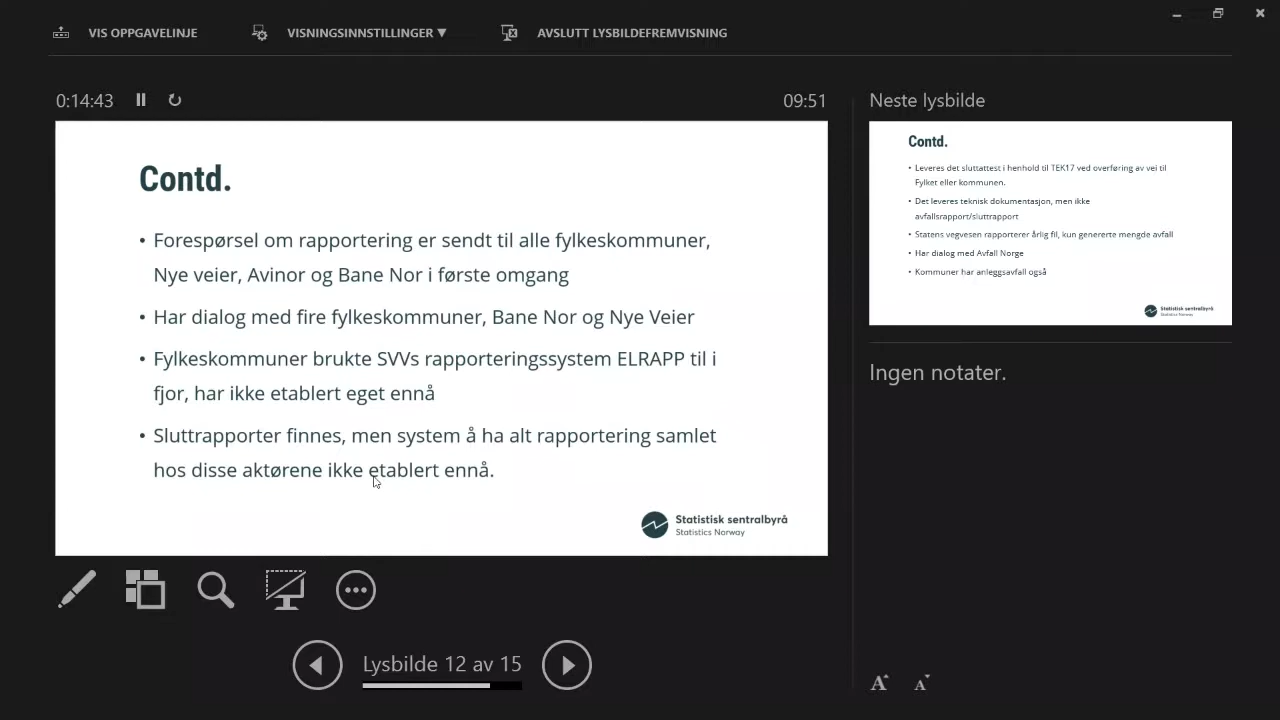 VIS OPPGAVELINJE
VISNINGSINNSTILLINGER ▼
AVSLUTT LYSBILDEFREMVISNING
0:14:43
09:51
Neste lysbilde
Contd.
• Forespørsel om rapportering er sendt til alle fylkeskommuner,
Nye veier, Avinor og Bane Nor i første omgang
• Har dialog med fire fylkeskommuner, Bane Nor og Nye Veier
• Fylkeskommuner brukte SVVs rapporteringssystem ELRAPP til i
fjor, har ikke etablert eget ennå
• Sluttrapporter finnes, men system å ha alt rapportering samlet
hos disse aktørene ikke etablert ennå.
Statistisk sentralbyrå
Statistics Norway
Contd.
• Leveres det sluttattest i henhold til TEK17 ved overføring av vei til
Fylket eller kommunen.
• Det leveres teknisk dokumentasjon, men ikke
avfallsrapport/sluttrapport
• Statens vegvesen rapporterer årlig fil, kun genererte mengde avfall
• Har dialog med Avfall Norge
• Kommuner har anleggsavfall også
Statistisk sentralbyrå
Statistics Norway
Ingen notater.
Lysbilde 12 av 15
A A